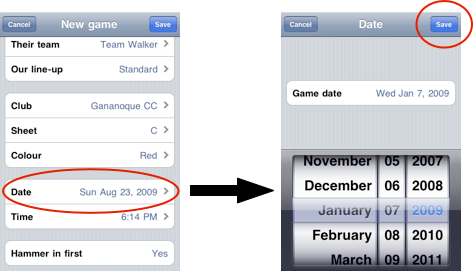 Cancel New game Save
Their team Team Walker
Our line-up Standard
Club Gananoque CC
Sheet C
Colour Red
Date Sun Aug 23, 2009
Time 6:14 PM
Hammer in first Yes
Cancel Date Save
Game date Wed Jan 7, 2009
November 05 2007
December 06 2008
January 07 2009
February 08 2010
March 09 2011